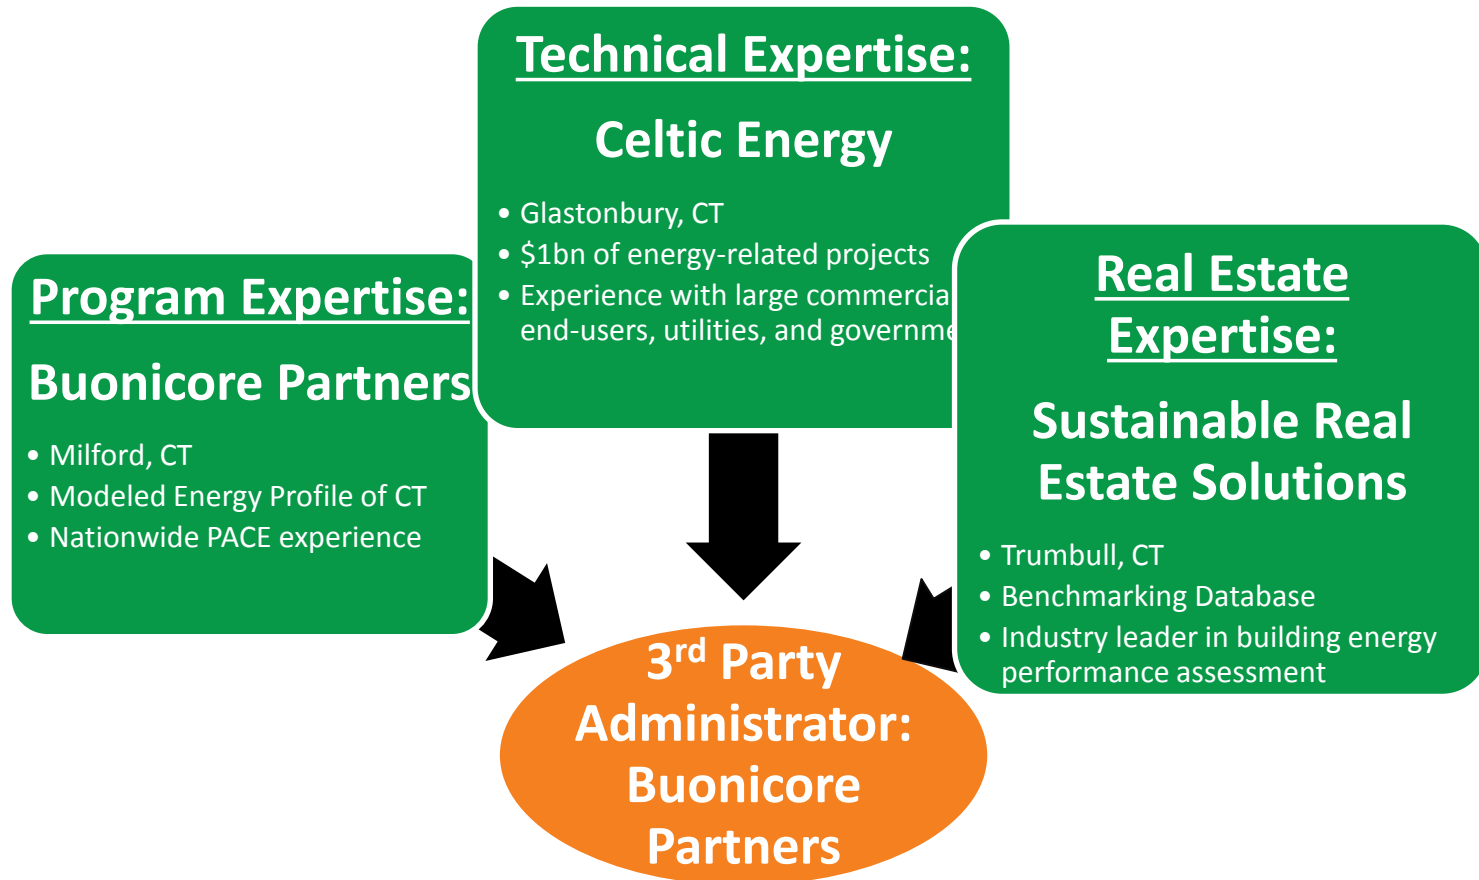 Technical Expertise:
Celtic Energy
• Glastonbury, CT
• $1bn of energy-related projects
• Experience with large commercia
end-users, utilities, and governme
Program Expertise:
Buonicore Partners
• Milford, CT
• Modeled Energy Profile of CT
• Nationwide PACE experience
Real Estate
Expertise:
Sustainable Real
Estate Solutions
• Trumbull, CT
• Benchmarking Database
• Industry leader in building energy
performance assessment
3rd Party
Administrator:
Buonicore
Partners